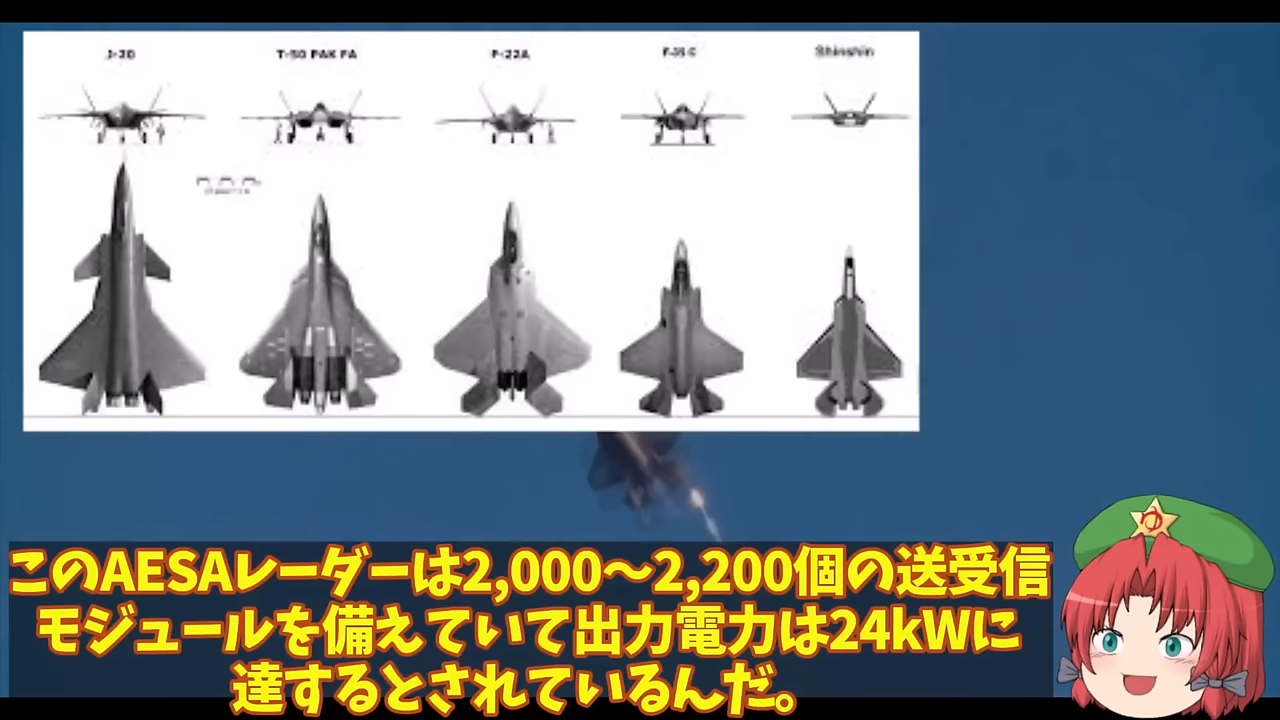 J-20
T-50 PAK FA
F-22A
F-35 C
Shinshin
このAESAレーダーは2,000〜2,200個の送受信
モジュールを備えていて出力電力は24kWに
達するとされているんだ。